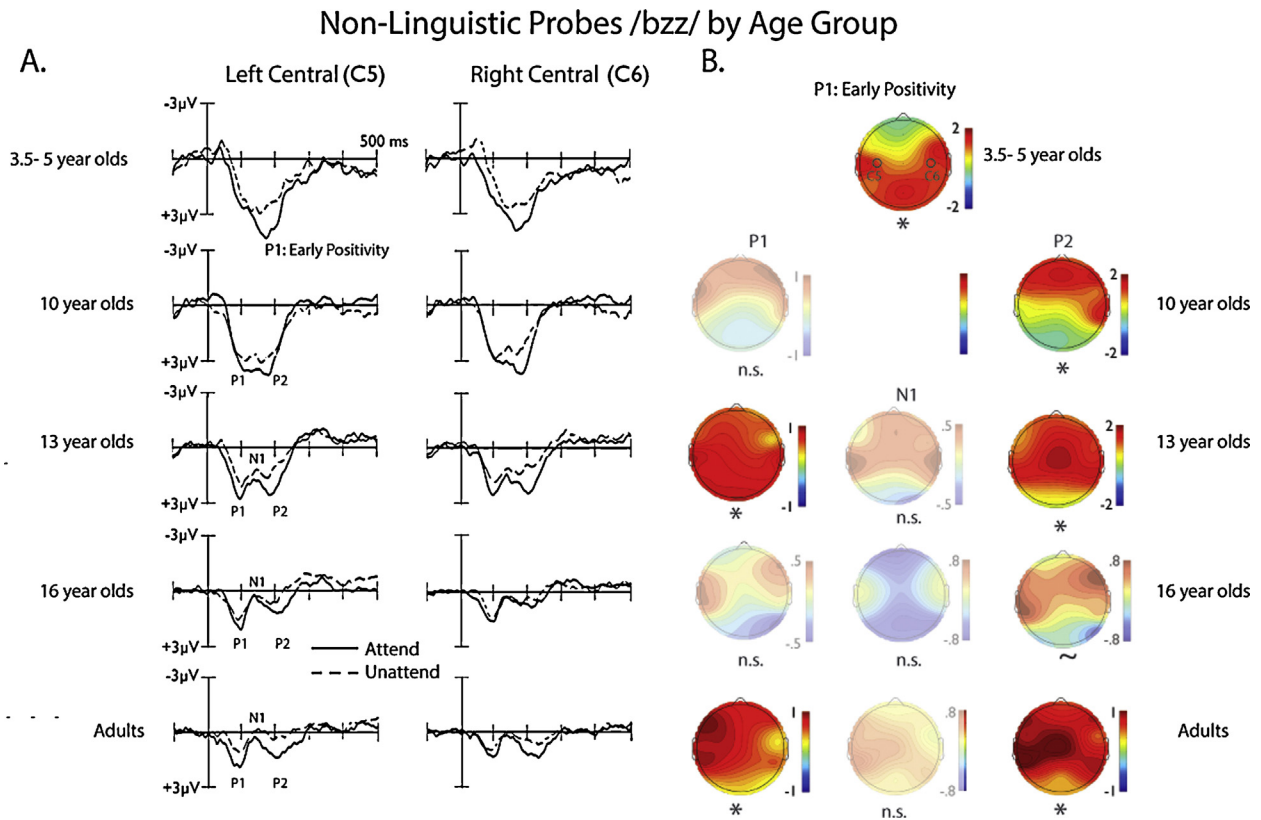 Non-Linguistic Probes /bzz/ by Age Group
A.
B.
Left Central (C5)
Right Central (C6)
P1: Early Positivity
-3µV
500 ms
3.5- 5 year olds
+3µV
P1: Early Positivity
2
-2
C5
C6
3.5- 5 year olds
*
-3µV
10 year olds
+3µV
P1
P2
P1
1
-1
n.s.
P2
2
-2
*
10 year olds
-3µV
13 year olds
N1
+3µV
P1
P2
1
-1
*
N1
.5
-.5
n.s.
2
-2
*
13 year olds
-3µV
16 year olds
N1
+3µV
P1
P2
.5
-.5
n.s.
.8
-.8
n.s.
.8
-.8
~
16 year olds
Attend
Unattend
-3µV
Adults
N1
+3µV
P1
P2
1
-1
*
.8
-.8
n.s.
1
-1
*
Adults